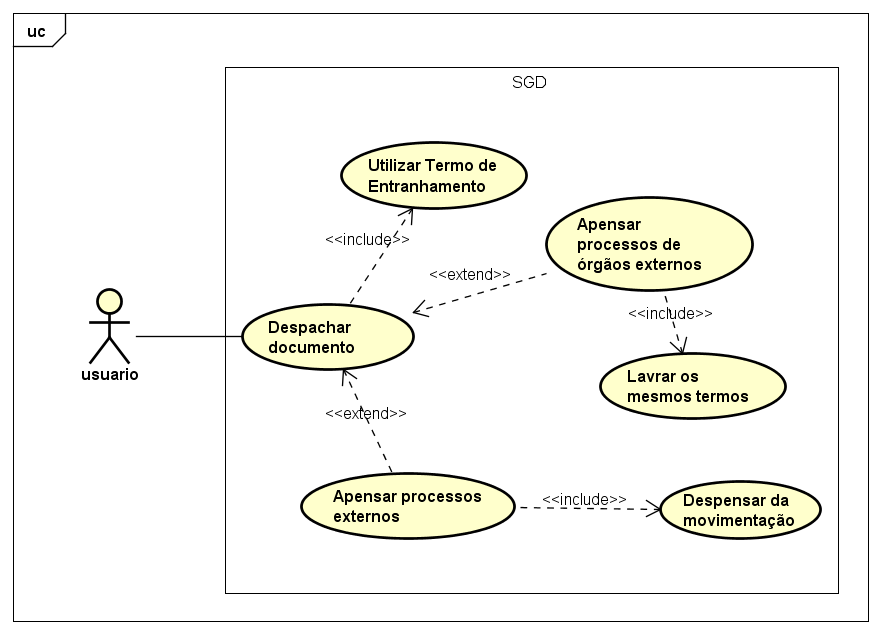 uc
SGD
Utilizar Termo de
Entranhamento
<<include>>
Apensar
processos de
órgãos externos
<<extend>>
<<include>>
Despachar
documento
usuario
Lavrar os
mesmos termos
<<extend>>
Apensar processos
externos
<<include>>
Despensar da
movimentação